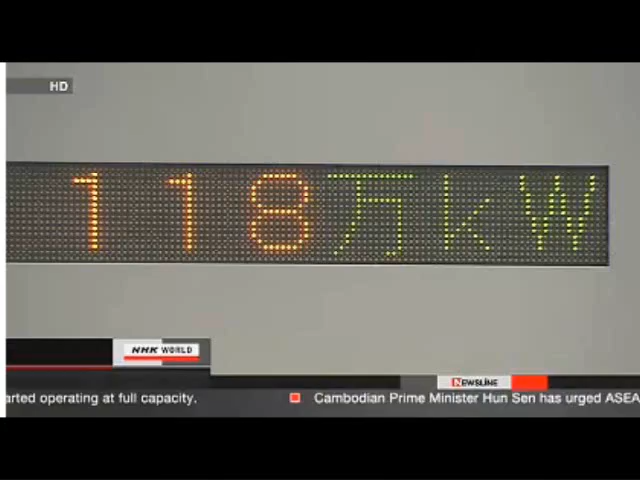 HD
118万kW
NHK WORLD
NEWSLINE
arted operating at full capacity.
Cambodian Prime Minister Hun Sen has urged ASEA